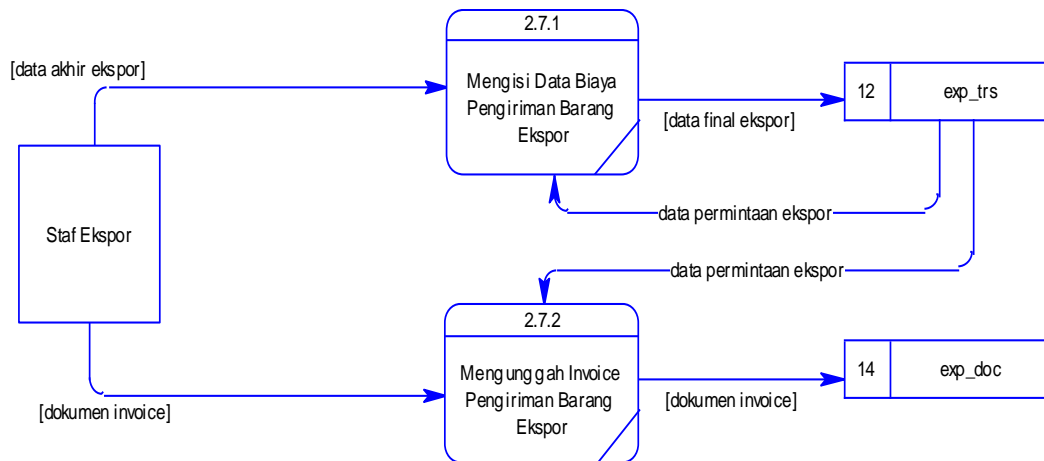 2.7.1
[data akhir ekspor]
Mengisi Data Biaya
Pengiriman Barang
Ekspor
12
exp_trs
[data final ekspor]
data permintaan ekspor
Staf Ekspor
data permintaan ekspor
2.7.2
Mengunggah Invoice
Pengiriman Barang
Ekspor
14
exp_doc
[dokumen invoice]
[dokumen invoice]